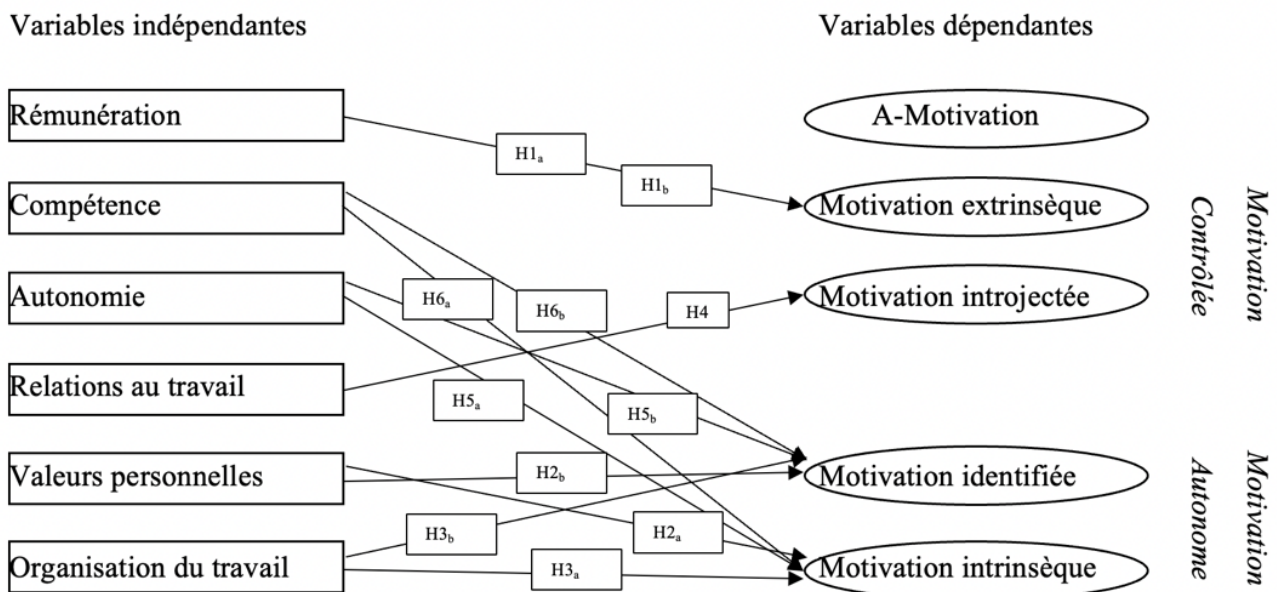 Variables indépendantes
Variables dépendantes
Rémunération
A-Motivation
H1a
H1b
Compétence
Motivation extrinsèque
Autonomie
H6a
H6b
H4
Motivation introjectée
Motivation
Contrôlée
Relations au travail
H5a
H5b
Valeurs personnelles
H2b
Motivation identifiée
H3b
H2a
Organisation du travail
H3a
Motivation intrinsèque
Motivation
Autonome